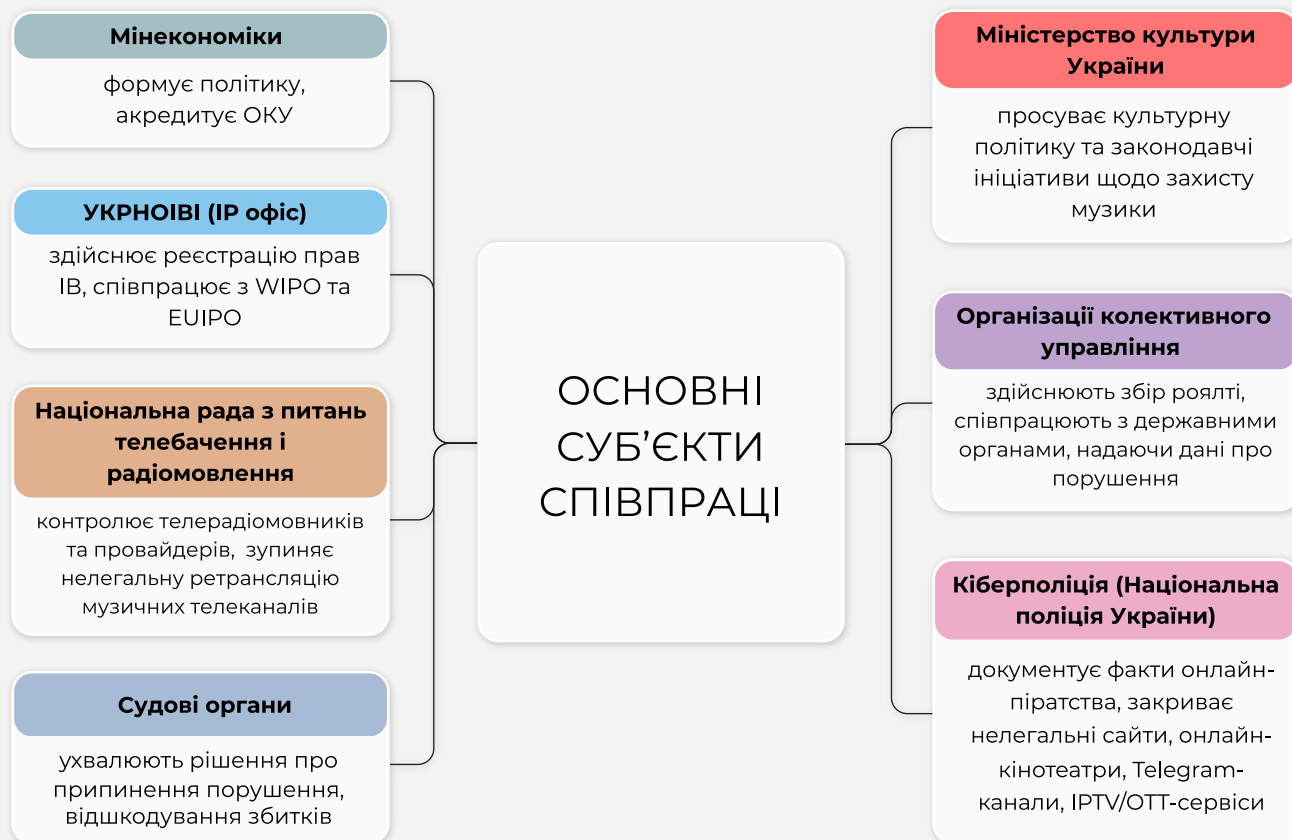 Мінекономіки
формує політику,
акредитує ОКУ
УКРНОІВІ (ІР офіс)
здійснює реєстрацію прав
ІВ, співпрацює з WIPO та
EUIPO
Національна рада з питань
телебачення і
радіомовлення
контролює телерадіомовників
та провайдерів,  зупиняє
нелегальну ретрансляцію
музичних телеканалів
Судові органи
ухвалюють рішення про
припинення порушення,
відшкодування збитків
ОСНОВНІ
СУБ’ЄКТИ
СПІВПРАЦІ
Міністерство культури
України
просуває культурну
політику та законодавчі
ініціативи щодо захисту
музики
Організації колективного
управління
здійснюють збір роялті,
співпрацюють з державними
органами, надаючи дані про
порушення
Кіберполіція (Національна
поліція України)
документує факти онлайн-
піратства, закриває
нелегальні сайти, онлайн-
кінотеатри, Telegram-
канали, IPTV/OTT-сервіси